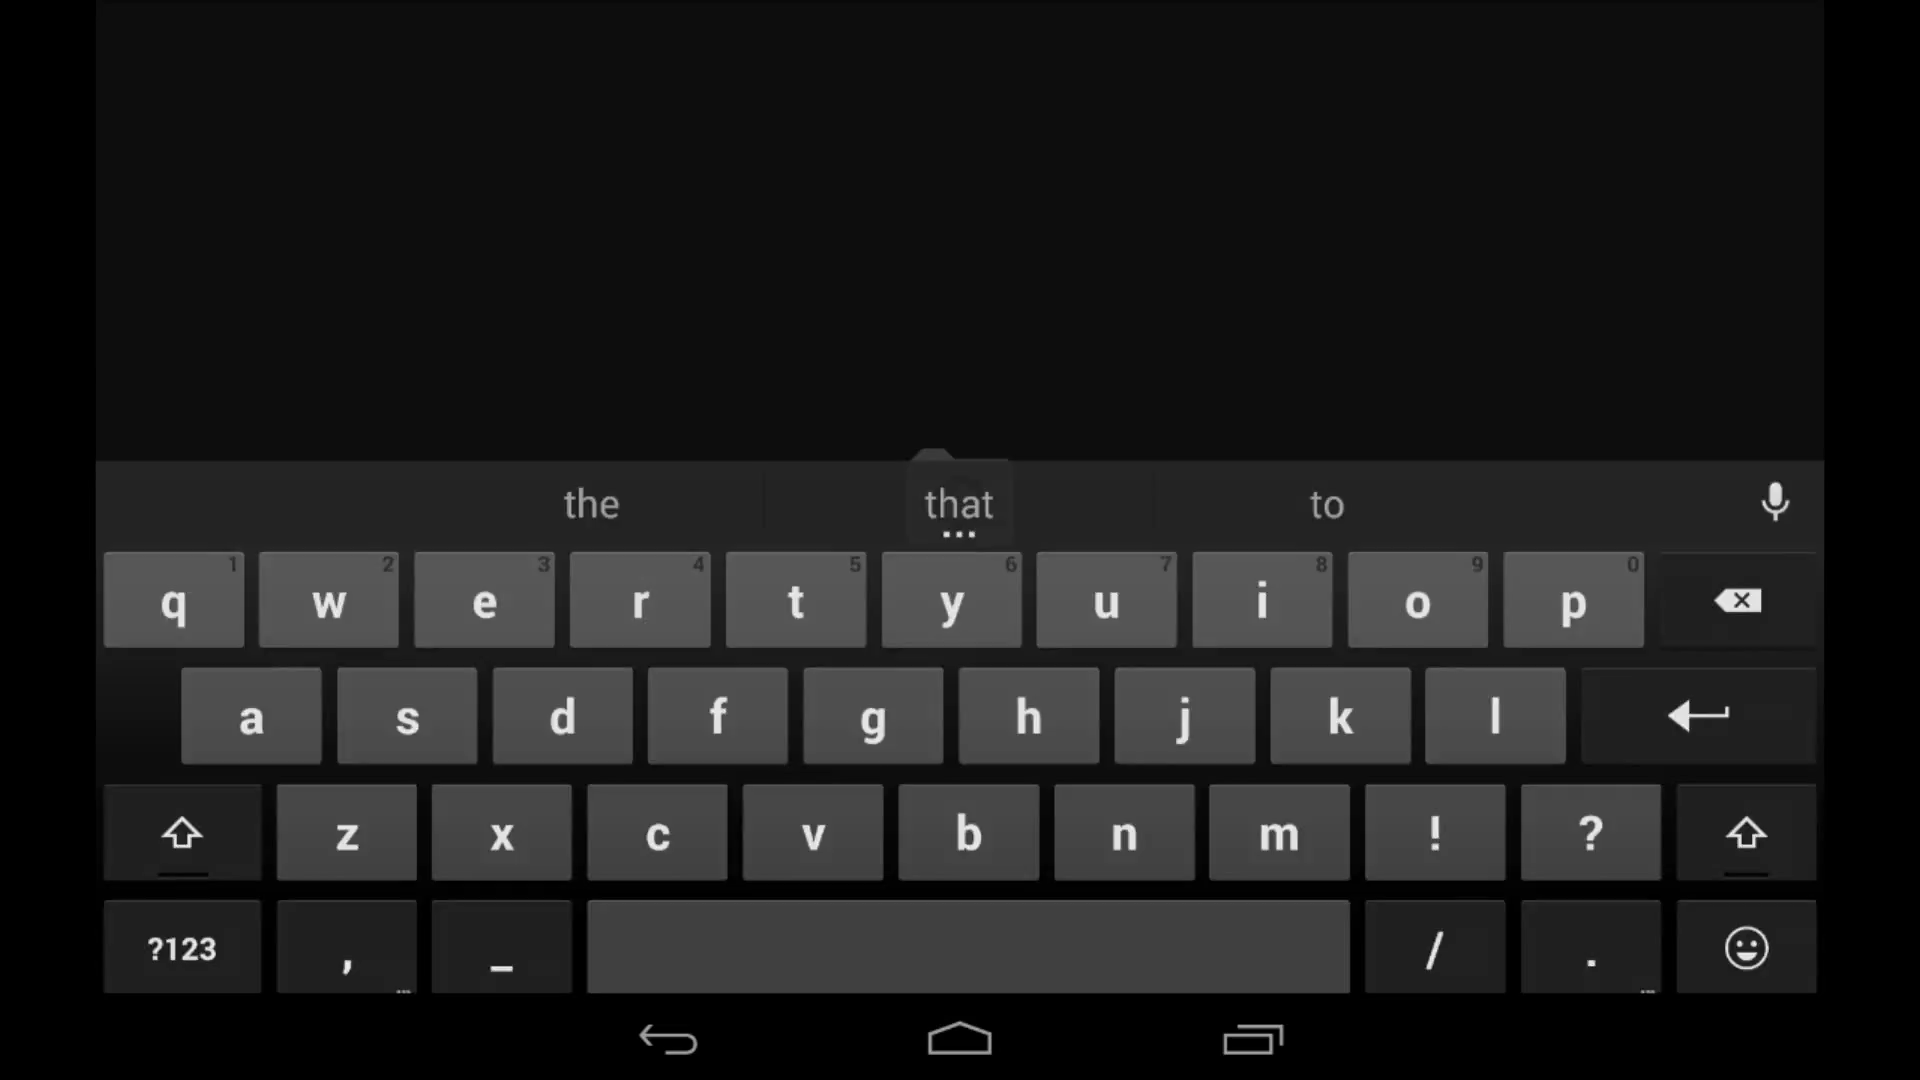 the that to
q 1 w 2 e 3 r 4 t 5 y 6 u 7 i 8 o 9 p 0
a s d f g h j k l
z x c v b n m ! ?
?123 , _ / .